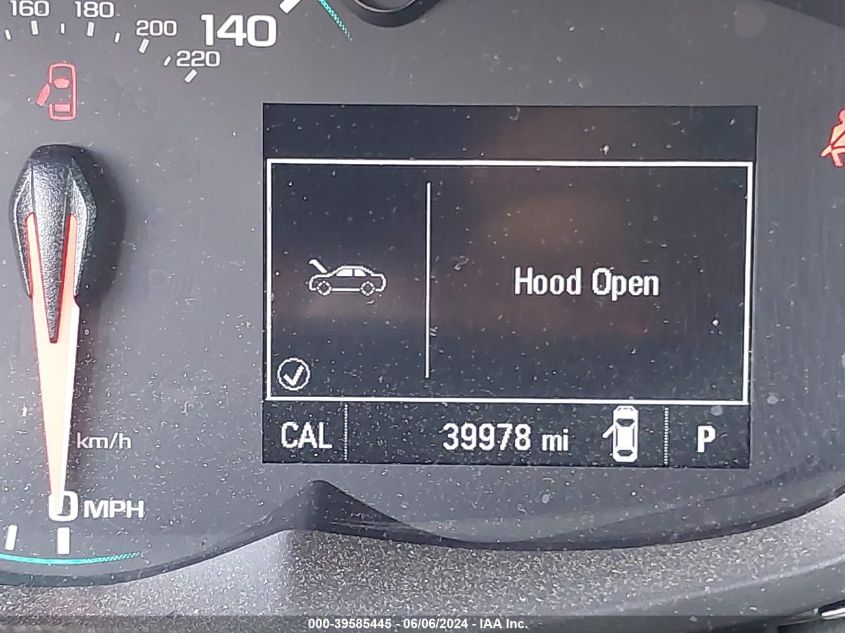 160 180 200 220
140
Hood Open
CAL 39978 mi P
km/h
0 MPH
000-39585445 - 06/06/2024 - IAA Inc.